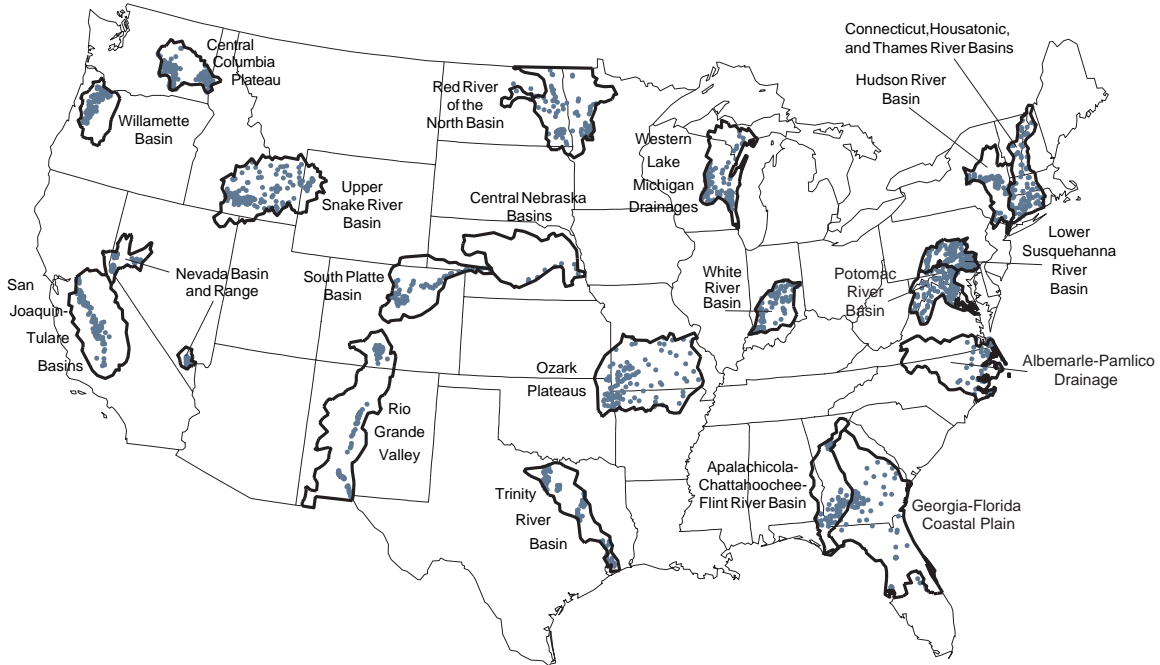 Connecticut, Housatonic,
and Thames River Basins
Hudson River
Basin
Central
Columbia
Plateau
Red River
of the
North Basin
Willamette
Basin
Western
Lake
Michigan
Drainages
Upper
Snake River
Basin
Central Nebraska
Basins
Lower
Susquehanna
River
Basin
Nevada Basin
and Range
South Platte
Basin
White
River
Basin
Potomac
River
Basin
San
Joaquin-
Tulare
Basins
Ozark
Plateaus
Albemarle-Pamlico
Drainage
Rio
Grande
Valley
Trinity
River
Basin
Apalachicola-
Chattahoochee-
Flint River Basin
Georgia-Florida
Coastal Plain